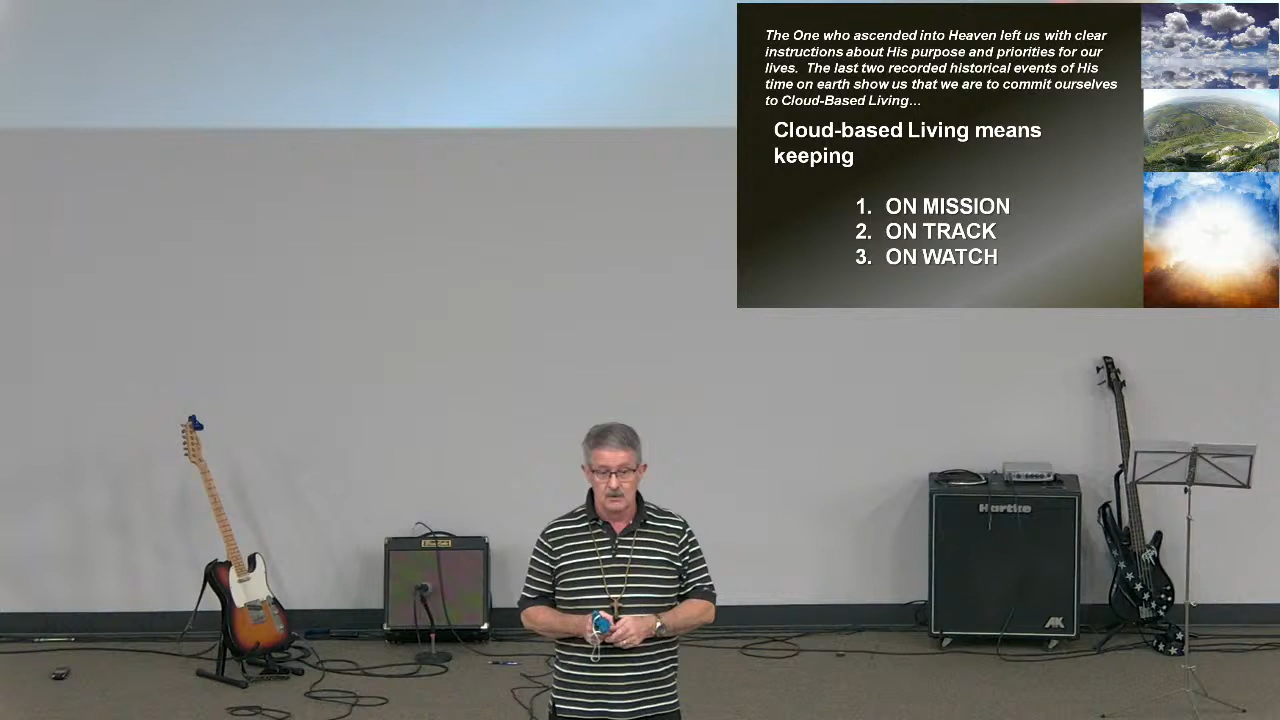 The One who ascended into Heaven left us with clear
instructions about His purpose and priorities for our
lives. The last two recorded historical events of His
time on earth show us that we are to commit ourselves
to Cloud-Based Living...
Cloud-based Living means
keeping
1. ON MISSION
2. ON TRACK
3. ON WATCH
Hartke
AK